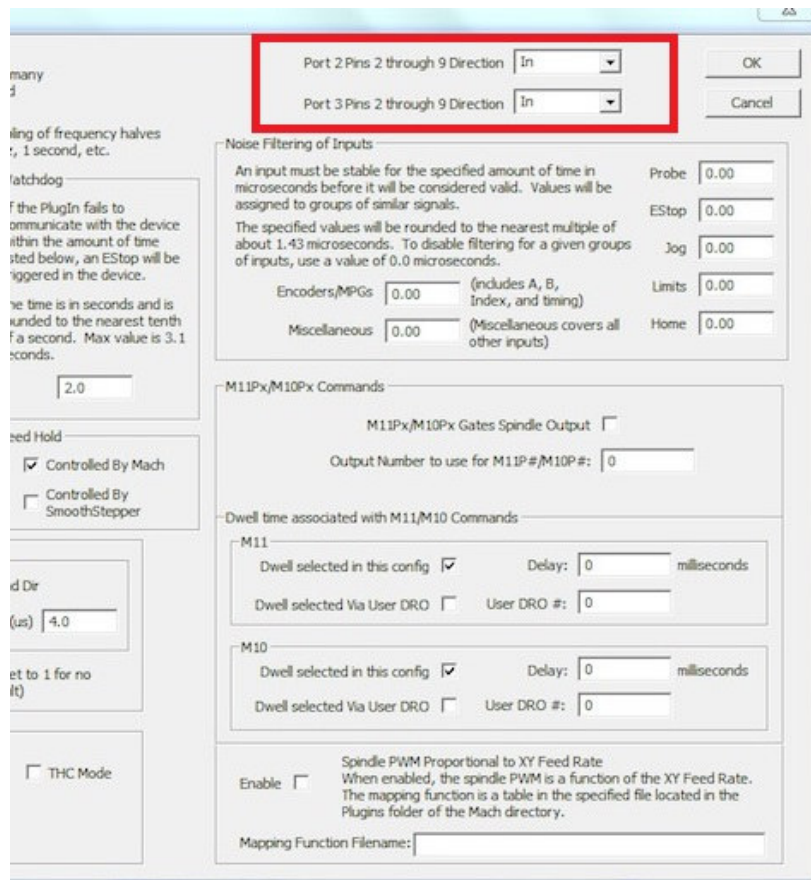 Port 2 Pins 2 through 9 Direction In
OK
many
Port 3 Pins 2 through 9 Direction In
Cancel
of frequency halves
, 1 second, etc.
Noise Filtering of Inputs
An input must be stable for the specified amount of time in
microseconds before it will be considered valid. Values will be
assigned to groups of similar signals.
The specified values will be rounded to the nearest multiple of
about 1.43 microseconds. To disable filtering for a given groups
of inputs, use a value of 0.0 microseconds.
Probe 0.00
EStop 0.00
Jog 0.00
Limits 0.00
Home 0.00
Encoders/MPGs 0.00 (includes A, B,
Index, and timing)
Miscellaneous 0.00 (Miscellaneous covers all
other inputs)
atchdog
f the PlugIn fails to
ommunicate with the device
ithin the amount of time
sted below, an EStop will be
riggered in the device.
he time is in seconds and is
ounded to the nearest tenth
f a second. Max value is 3.1
econds.
2.0
M11Px/M10Px Commands
M11Px/M10Px Gates Spindle Output
Output Number to use for M11P#/M10P#: 0
eed Hold
Controlled By Mach
Controlled By
SmoothStepper
Dwell time associated with M11/M10 Commands
M11
Dwell selected in this config Delay: 0 milliseconds
Dwell selected Via User DRO User DRO #: 0
d Dir
(us) 4.0
M10
Dwell selected in this config Delay: 0 milliseconds
Dwell selected Via User DRO User DRO #: 0
et to 1 for no
lt)
THC Mode
Enable
Spindle PWM Proportional to XY Feed Rate
When enabled, the spindle PWM is a function of the XY Feed Rate.
The mapping function is a table in the specified file located in the
Plugins folder of the Mach directory.
Mapping Function Filename: